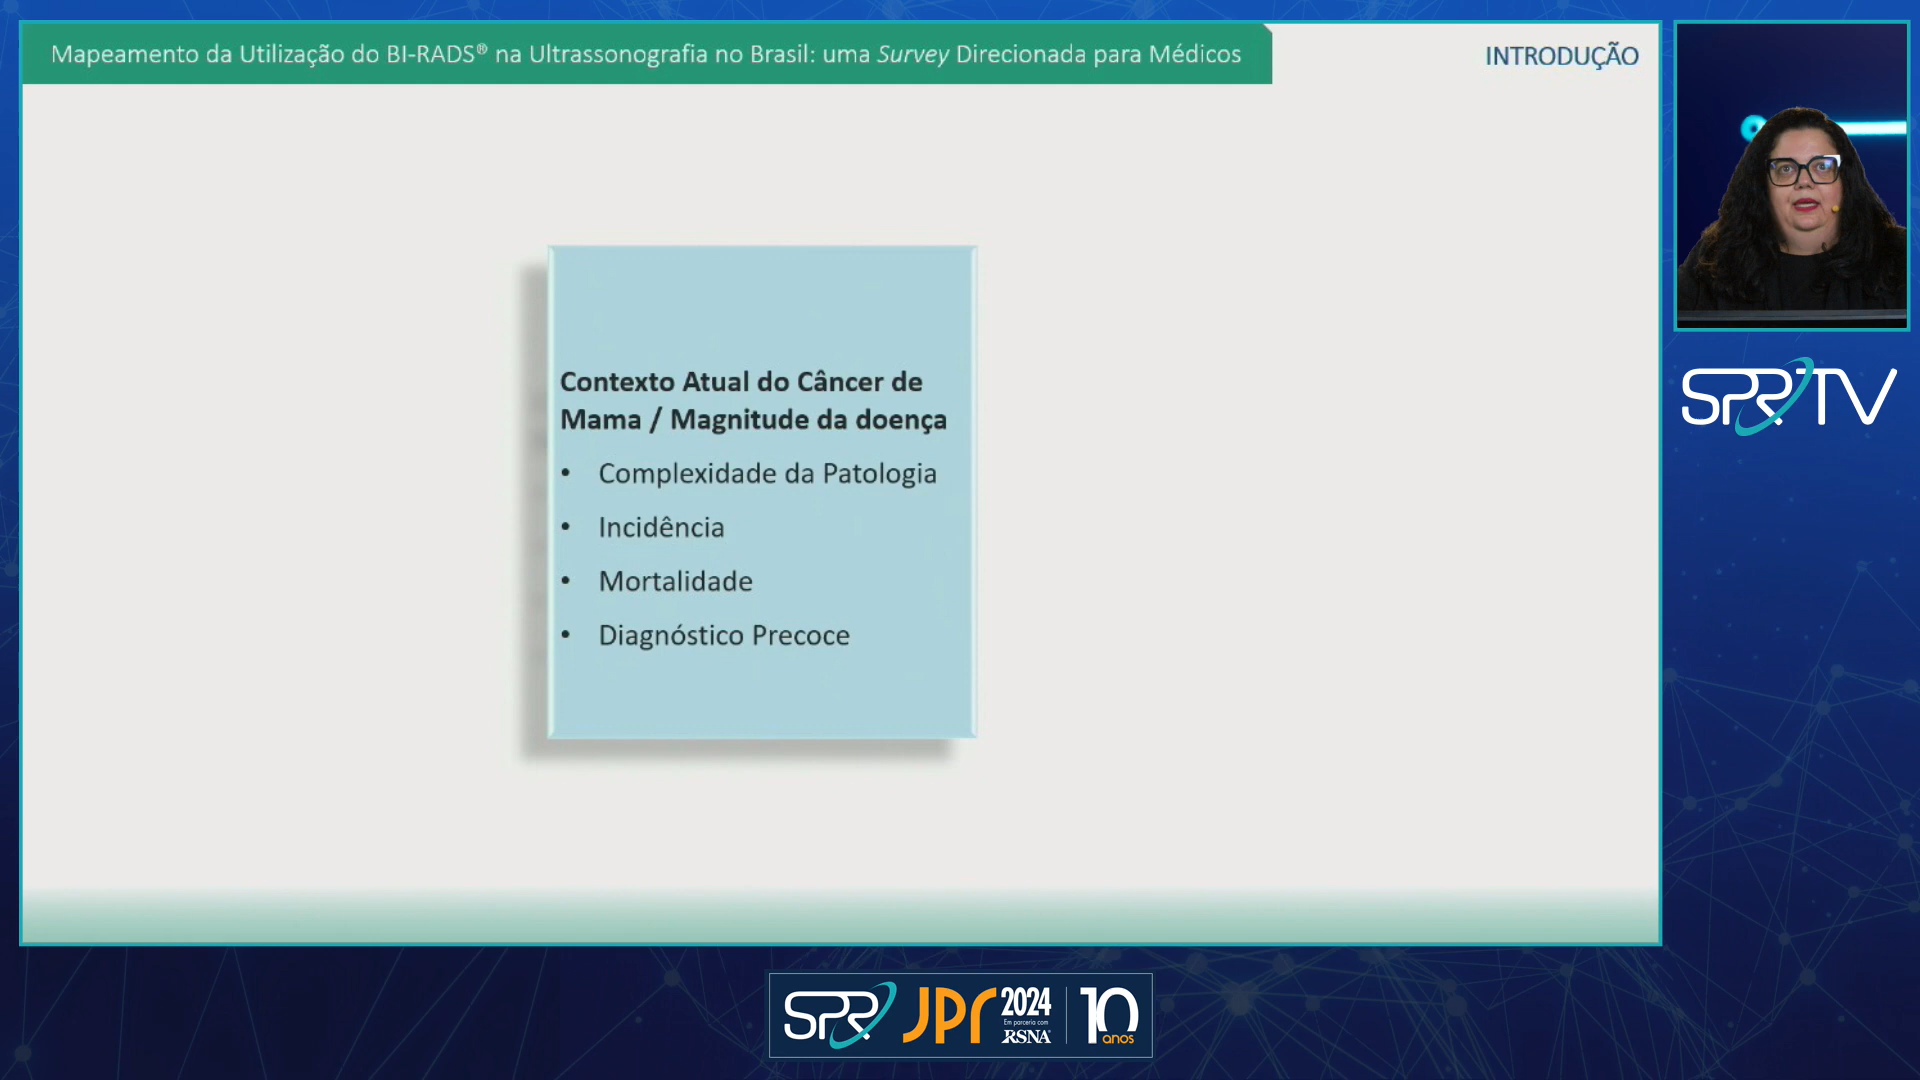 Mapeamento da Utilização do BI-RADS® na Ultrassonografia no Brasil: uma Survey Direcionada para Médicos
INTRODUÇÃO
Contexto Atual do Câncer de
Mama / Magnitude da doença
• Complexidade da Patologia
• Incidência
• Mortalidade
• Diagnóstico Precoce
SPR TV
SPR JPR 2024
Em parceria com
RSNA
10
anos